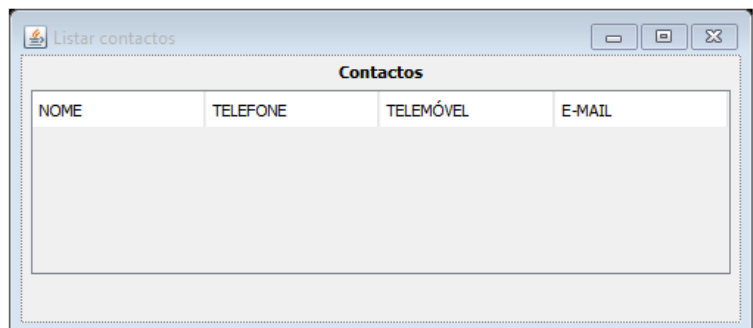 Listar contactos
Contactos
NOME TELEFONE TELEMÓVEL E-MAIL